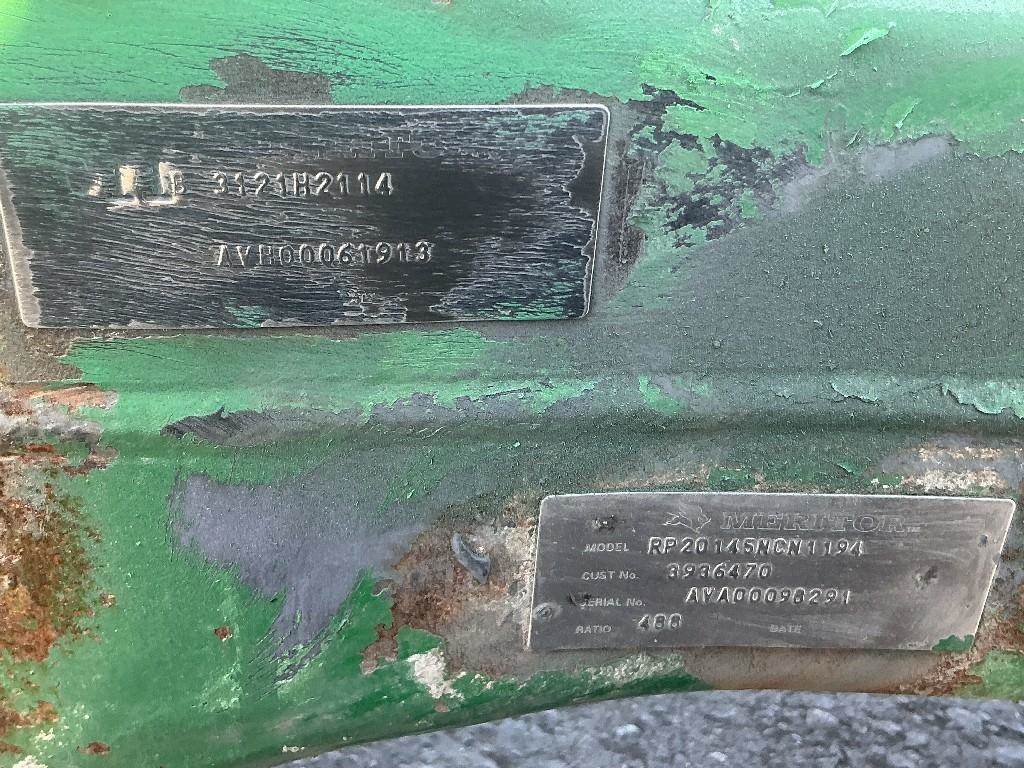 3121H2114
AVH00061913
MERITOR
MODEL RP20145NCN1194
CUST No. 3936470
SERIAL No. AVA00098291
RATIO 488 DATE